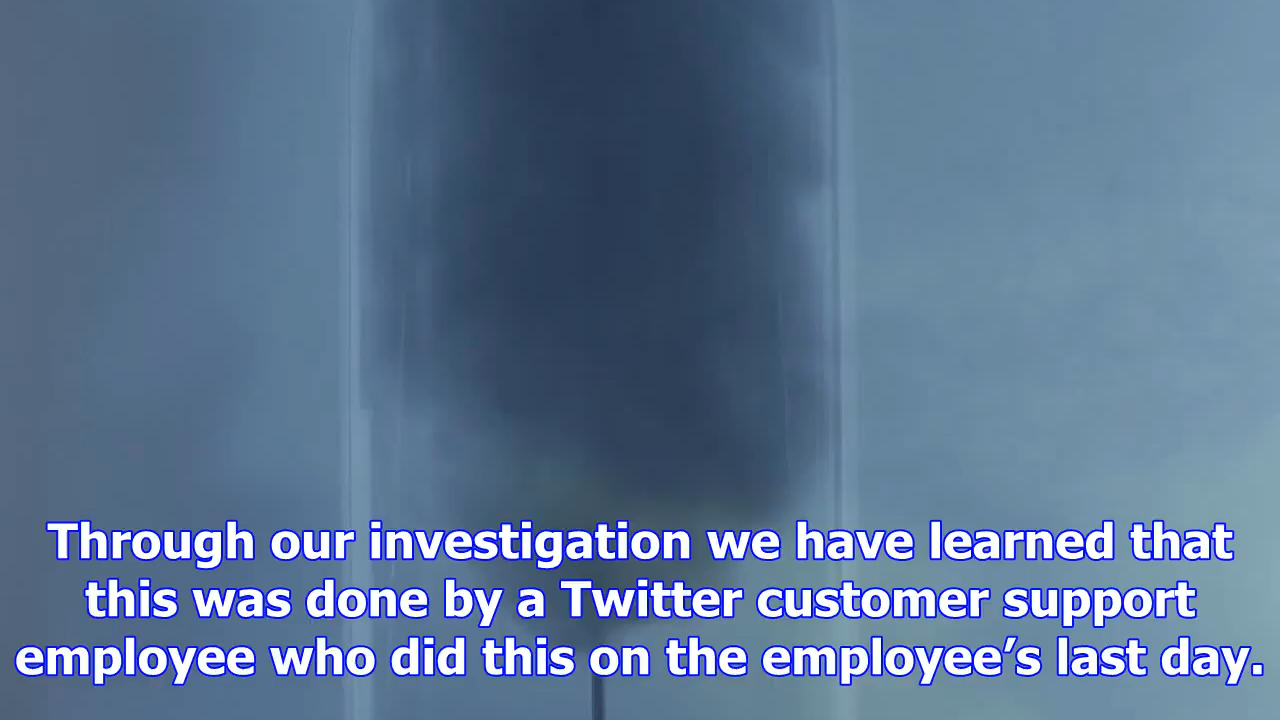 Through our investigation we have learned that
this was done by a Twitter customer support
employee who did this on the employee’s last day.